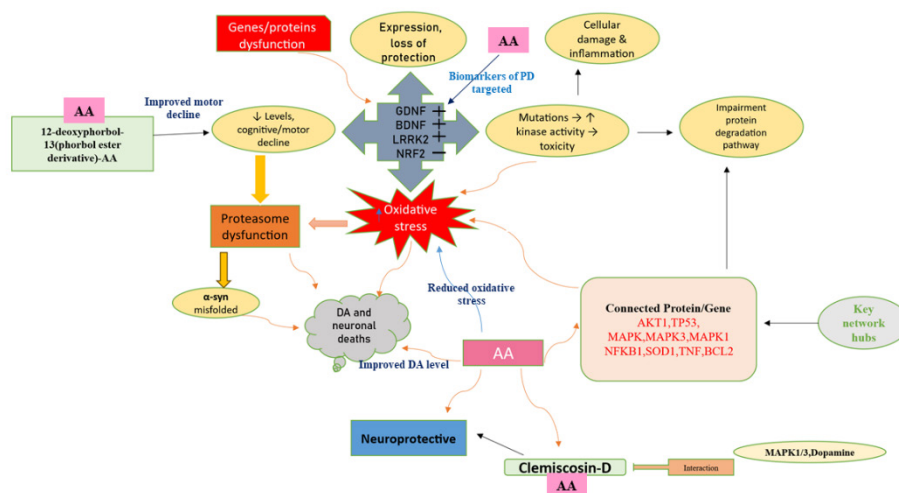 Genes/proteins
dysfunction
Expression,
loss of
protection
AA
Cellular
damage &
inflammation
Biomarkers of PD
targeted
AA
12-deoxyphorbol-
13(phorbol ester
derivative)-AA
Improved motor
decline
↓ Levels,
cognitive/motor
decline
GDNF +
BDNF +
LRRK2 +
NRF2 −
Mutations → ↑
kinase activity →
toxicity
Impairment
protein
degradation
pathway
Proteasome
dysfunction
↑ Oxidative
stress
α-syn
misfolded
DA and
neuronal
deaths
Reduced oxidative
stress
Improved DA level
AA
Connected Protein/Gene
AKT1,TP53,
MAPK,MAPK3,MAPK1
NFKB1,SOD1,TNF,BCL2
Key
network
hubs
Neuroprotective
Clemiscosin-D
AA
Interaction
MAPK1/3,Dopamine